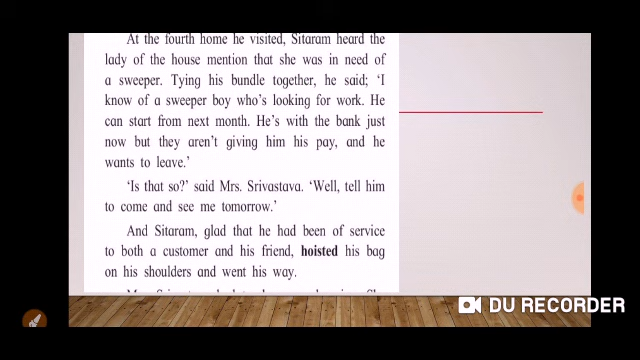 At the fourth home he visited, Sitaram heard the
lady of the house mention that she was in need of
a sweeper. Tying his bundle together, he said; ‘I
know of a sweeper boy who's looking for work. He
can start from next month. He's with the bank just
now but they aren't giving him his pay, and he
wants to leave.’
‘Is that so?’ said Mrs. Srivastava. ‘Well, tell him
to come and see me tomorrow.’
And Sitaram, glad that he had been of service
to both a customer and his friend, hoisted his bag
on his shoulders and went his way.
DU RECORDER